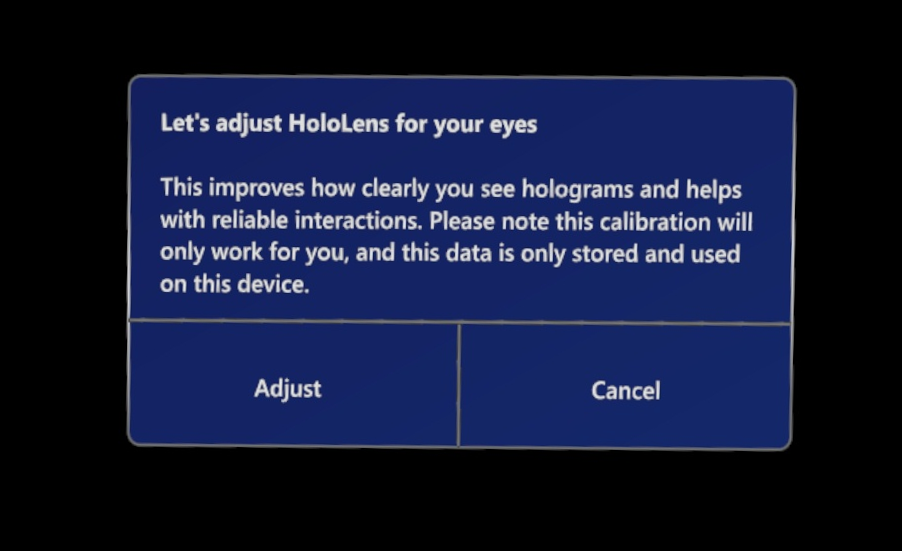 Let's adjust HoloLens for your eyes
This improves how clearly you see holograms and helps
with reliable interactions. Please note this calibration will
only work for you, and this data is only stored and used
on this device.
Adjust
Cancel